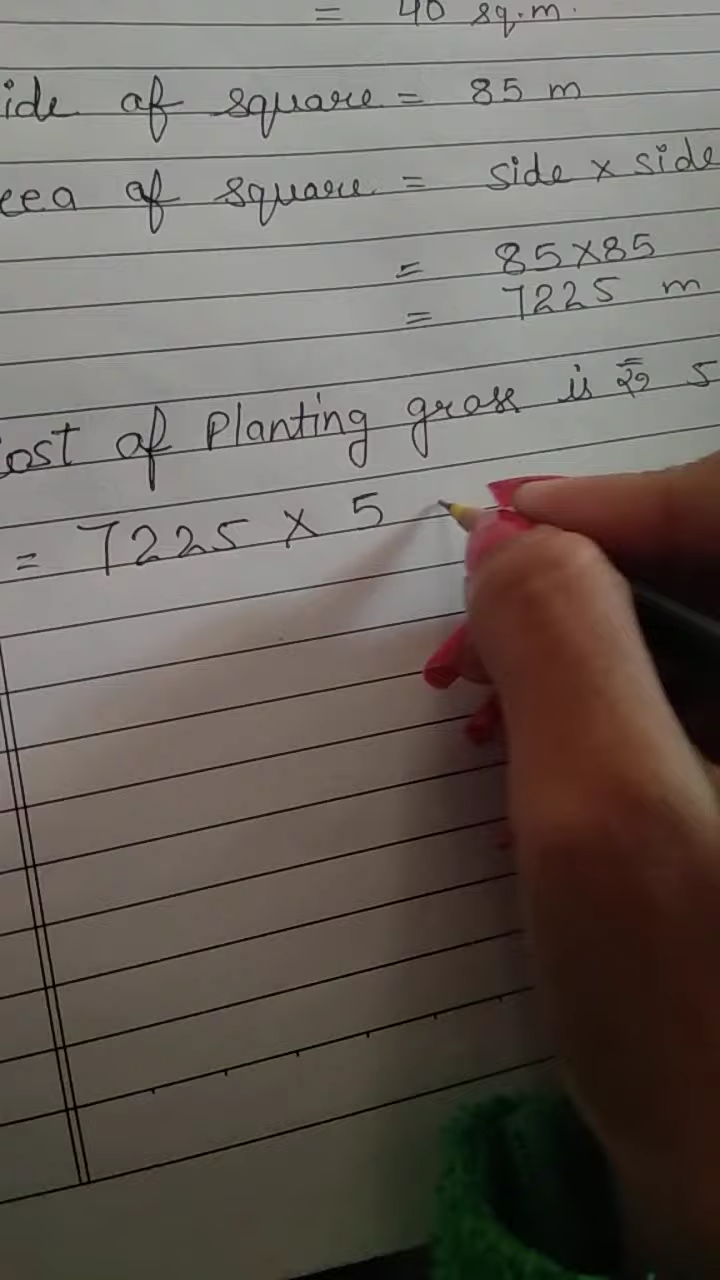 = 40 sq.m.
ide of square = 85 m
eea of square = side x side
= 85x85
= 7225 m
ost of Planting grass is रू 5
= 7225 x 5